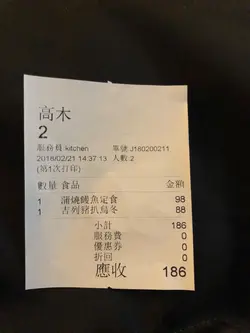 高木
2
服務員 kitchen 單號 J180200211
2018/02/21 14:37:13 人數:2
(第1次打印)
數量 食品 金額
1 蒲燒鰻魚定食 98
1 吉列豬扒烏冬 88
小計 186
服務費 0
優惠券 0
折回 0
應收 186